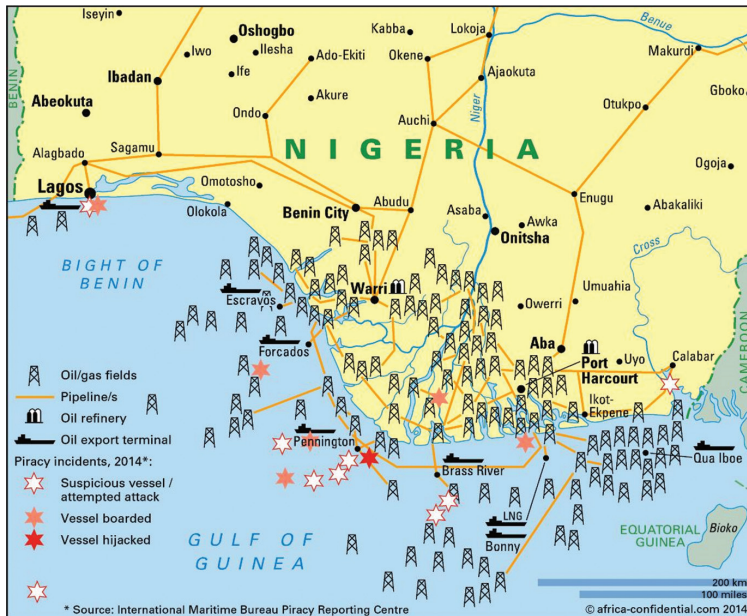 Iseyin
Oshogbo
Kabba
Lokoja
Benue
Iwo
Ilesha
Ado-Ekiti
Okene
Makurdi
Ibadan
Ife
Ajaokuta
Gboko
BENIN
Abeokuta
Akure
Niger
Otukpo
Ondo
Auchi
Alagbado
Sagamu
NIGERIA
Ogoja
Lagos
Omotosho
Enugu
Olokola
Benin City
Abudu
Asaba
Awka
Abakaliki
Onitsha
Cross
BIGHT OF
BENIN
Escravos
Warri
Umuahia
Owerri
CAMEROON
Forcados
Aba
Port
Harcourt
Uyo
Calabar
Ikot-
Ekpene
Oil/gas fields
Pipeline/s
Oil refinery
Oil export terminal
Piracy incidents, 2014*:
Suspicious vessel /
attempted attack
Vessel boarded
Vessel hijacked
Pennington
Brass River
Qua Iboe
LNG
Bonny
GULF OF
GUINEA
EQUATORIAL
GUINEA
Bioko
200 km
100 miles
* Source: International Maritime Bureau Piracy Reporting Centre
© africa-confidential.com 2014